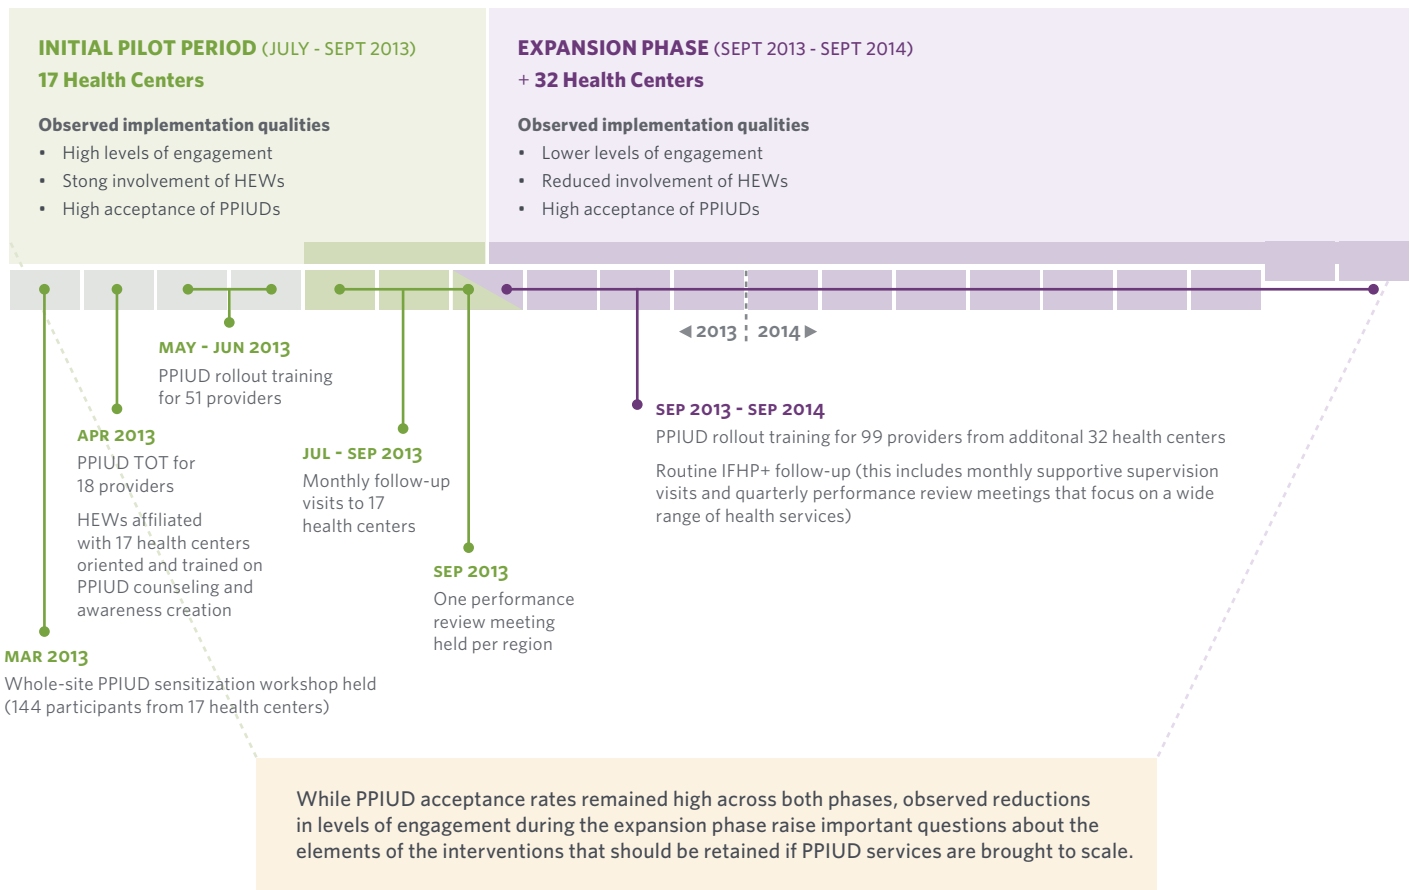 INITIAL PILOT PERIOD (JULY - SEPT 2013)
17 Health Centers
Observed implementation qualities
• High levels of engagement
• Stong involvement of HEWs
• High acceptance of PPIUDs
EXPANSION PHASE (SEPT 2013 - SEPT 2014)
+ 32 Health Centers
Observed implementation qualities
• Lower levels of engagement
• Reduced involvement of HEWs
• High acceptance of PPIUDs
◀ 2013 2014 ▶
MAY - JUN 2013
PPIUD rollout training
for 51 providers
APR 2013
PPIUD TOT for
18 providers
HEWs affiliated
with 17 health centers
oriented and trained on
PPIUD counseling and
awareness creation
MAR 2013
Whole-site PPIUD sensitization workshop held
(144 participants from 17 health centers)
JUL - SEP 2013
Monthly follow-up
visits to 17
health centers
SEP 2013
One performance
review meeting
held per region
SEP 2013 - SEP 2014
PPIUD rollout training for 99 providers from additonal 32 health centers
Routine IFHP+ follow-up (this includes monthly supportive supervision
visits and quarterly performance review meetings that focus on a wide
range of health services)
While PPIUD acceptance rates remained high across both phases, observed reductions
in levels of engagement during the expansion phase raise important questions about the
elements of the interventions that should be retained if PPIUD services are brought to scale.